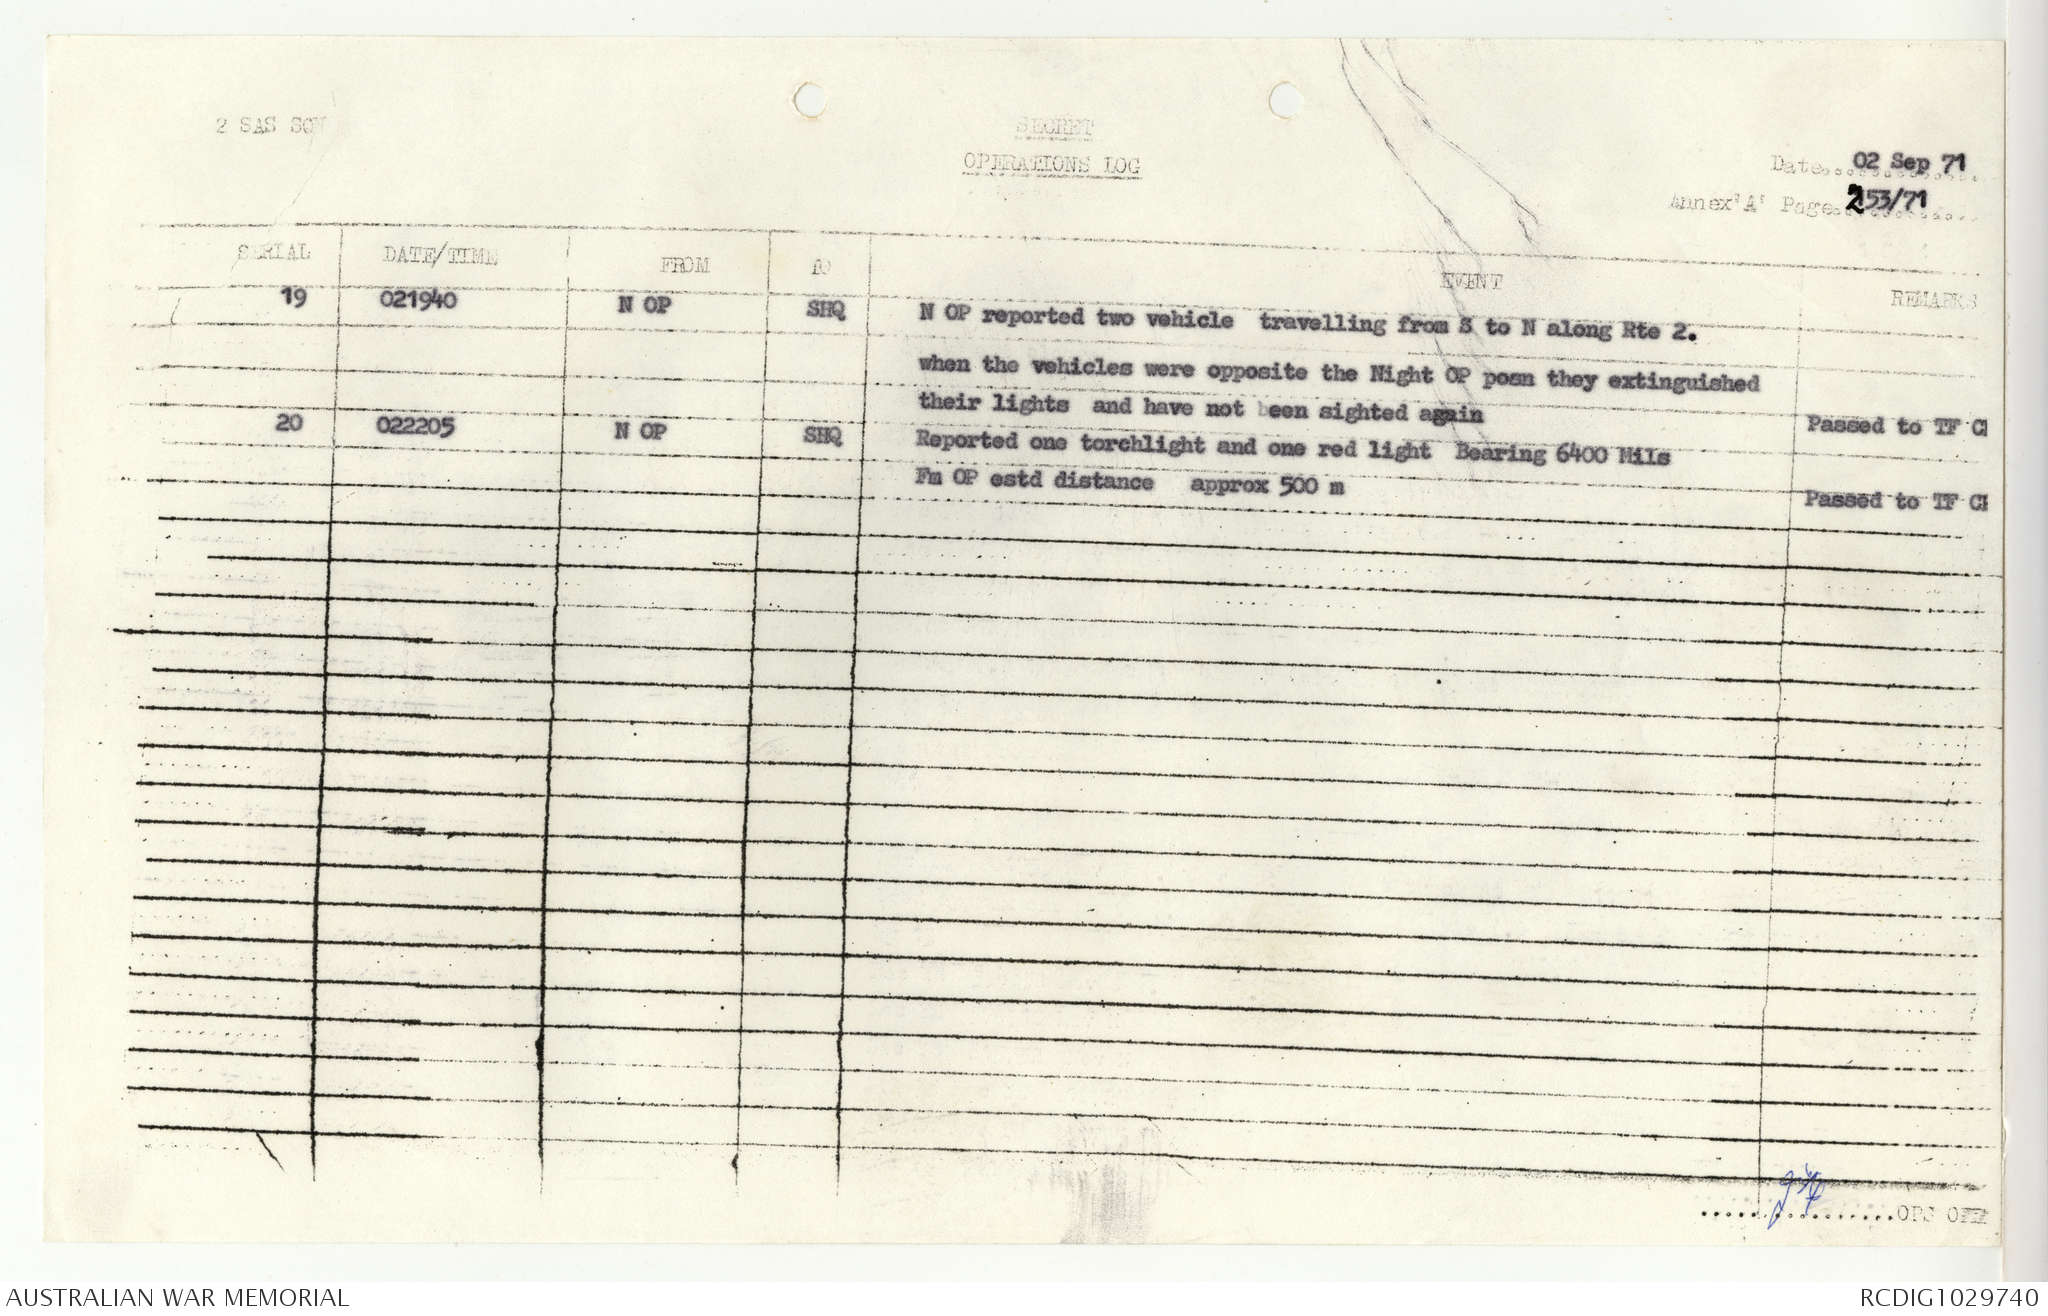 2 SAS SQN
SECRET
OPERATIONS LOG
Date 02 Sep 71
Annex 'A' Page 253/71
SERIAL DATE/TIME FROM TO EVENT REMARKS
19 021940 N OP SHQ N OP reported two vehicle travelling from S to N along Rte 2.
when the vehicles were opposite the Night OP posn they extinguished
their lights and have not been sighted again Passed to TF
20 022205 N OP SHQ Reported one torchlight and one red light Bearing 6400 Mils
Fm OP estd distance approx 500 m Passed to TF
OPS
AUSTRALIAN WAR MEMORIAL
RCDIG1029740